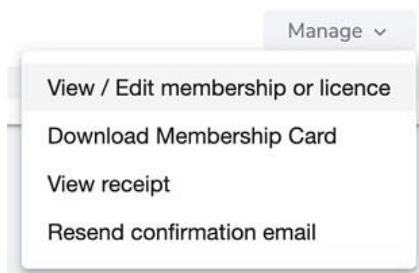 Manage
View / Edit membership or licence
Download Membership Card
View receipt
Resend confirmation email